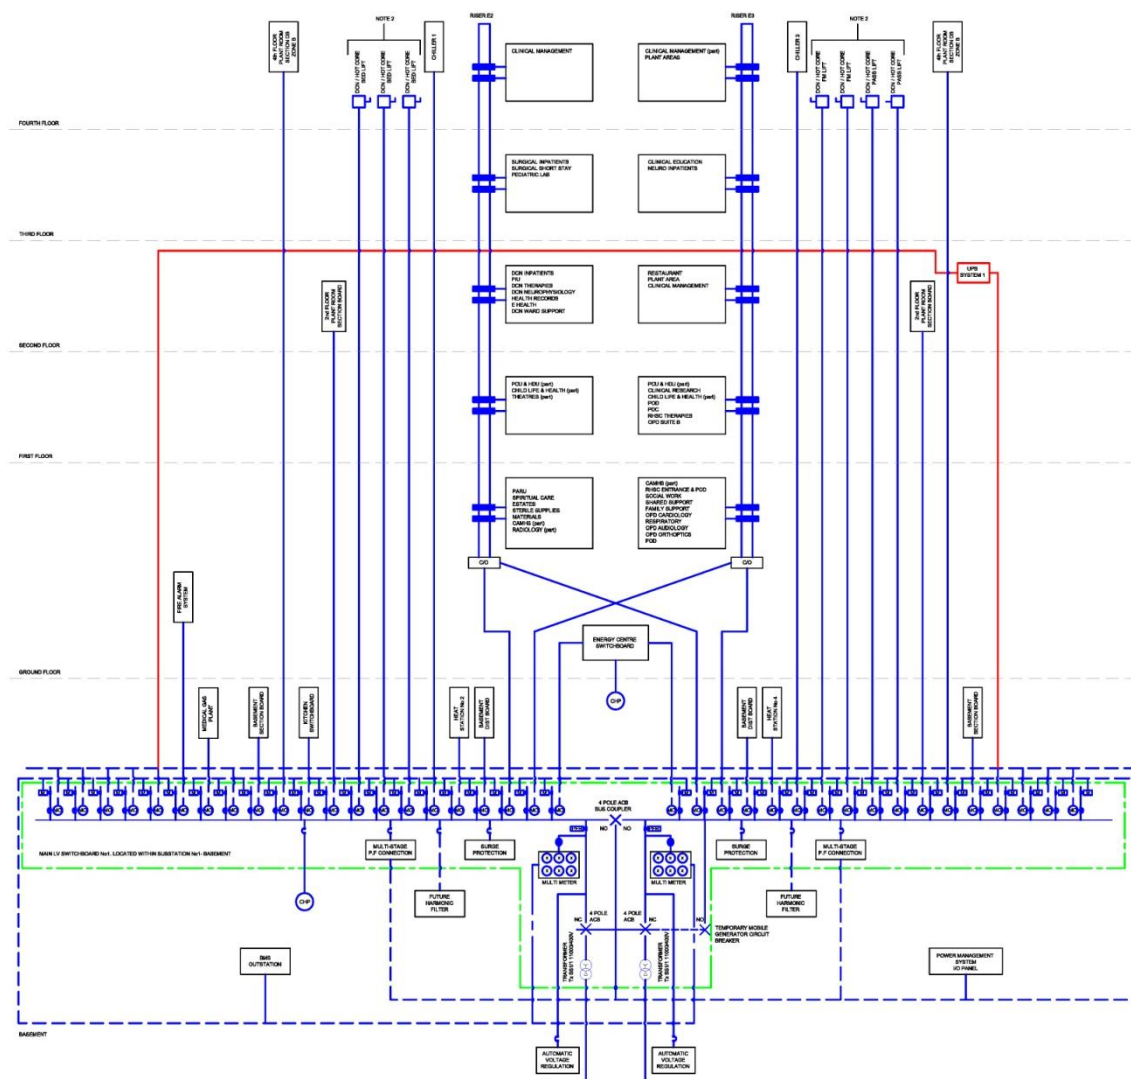 RISER E2
RISER E3
4th FLOOR
PLANT ROOM
SECTION DB
ZONE B
NOTE 2
DCN / HOT CORE
BED LIFT
DCN / HOT CORE
BED LIFT
DCN / HOT CORE
BED LIFT
CHILLER 1
CLINICAL MANAGEMENT
CLINICAL MANAGEMENT (part)
PLANT AREAS
NOTE 2
DCN / HOT CORE
FM LIFT
DCN / HOT CORE
FM LIFT
DCN / HOT CORE
PASS LIFT
DCN / HOT CORE
PASS LIFT
4th FLOOR
PLANT ROOM
SECTION DB
ZONE B
FOURTH FLOOR
SURGICAL INPATIENTS
SURGICAL SHORT STAY
PEDIATRIC LAB
CLINICAL EDUCATION
NEURO INPATIENTS
THIRD FLOOR
2nd FLOOR
PLANT ROOM
SECTION BOARD
DCN INPATIENTS
PIU
DCN THERAPIES
DCN NEUROPHYSIOLOGY
HEALTH RECORDS
E HEALTH
DCN WARD SUPPORT
RESTAURANT
PLANT AREA
CLINICAL MANAGEMENT
2nd FLOOR
PLANT ROOM
SECTION BOARD
UPS
SYSTEM 1
SECOND FLOOR
PCU & HDU (part)
CHILD LIFE & HEALTH (part)
THEATRES (part)
PCU & HDU (part)
CLINICAL RESEARCH
CHILD LIFE & HEALTH (part)
POD
PDC
RHSC THERAPIES
OPD SUITE B
FIRST FLOOR
PARU
SPIRITUAL CARE
ESTATES
STERILE SUPPLIES
MATERIALS
CAMHS (part)
RADIOLOGY (part)
CAMHS (part)
RHSC ENTRANCE & POD
SOCIAL WORK
SHARED SUPPORT
FAMILY SUPPORT
OPD CARDIOLOGY
RESPIRATORY
OPD AUDIOLOGY
OPD ORTHOPTICS
POD
C/O
C/O
FIRE ALARM
SYSTEM
ENERGY CENTRE
SWITCHBOARD
CHP
GROUND FLOOR
MEDICAL GAS
PLANT
BASEMENT
SECTION BOARD
KITCHEN
SWITCHBOARD
HEAT
STATION No 2
BASEMENT
DIST BOARD
BASEMENT
DIST BOARD
HEAT
STATION No 4
BASEMENT
SECTION BOARD
4 POLE ACB
BUS COUPLER
NO
NO
MAIN LV SWITCHBOARD No1. LOCATED WITHIN SUBSTATION No1- BASEMENT
MULTI-STAGE
P.F CONNECTION
SURGE
PROTECTION
MULTI METER
MULTI METER
SURGE
PROTECTION
MULTI-STAGE
P.F CONNECTION
CHP
FUTURE
HARMONIC
FILTER
FUTURE
HARMONIC
FILTER
NC
4 POLE
ACB
4 POLE
ACB
NC
NO
TEMPORARY MOBILE
GENERATOR CIRCUIT
BREAKER
BMS
OUTSTATION
TRANSFORMER
TRANSFORMER
POWER MANAGEMENT
SYSTEM
I/O PANEL
BASEMENT
AUTOMATIC
VOLTAGE
REGULATION
AUTOMATIC
VOLTAGE
REGULATION